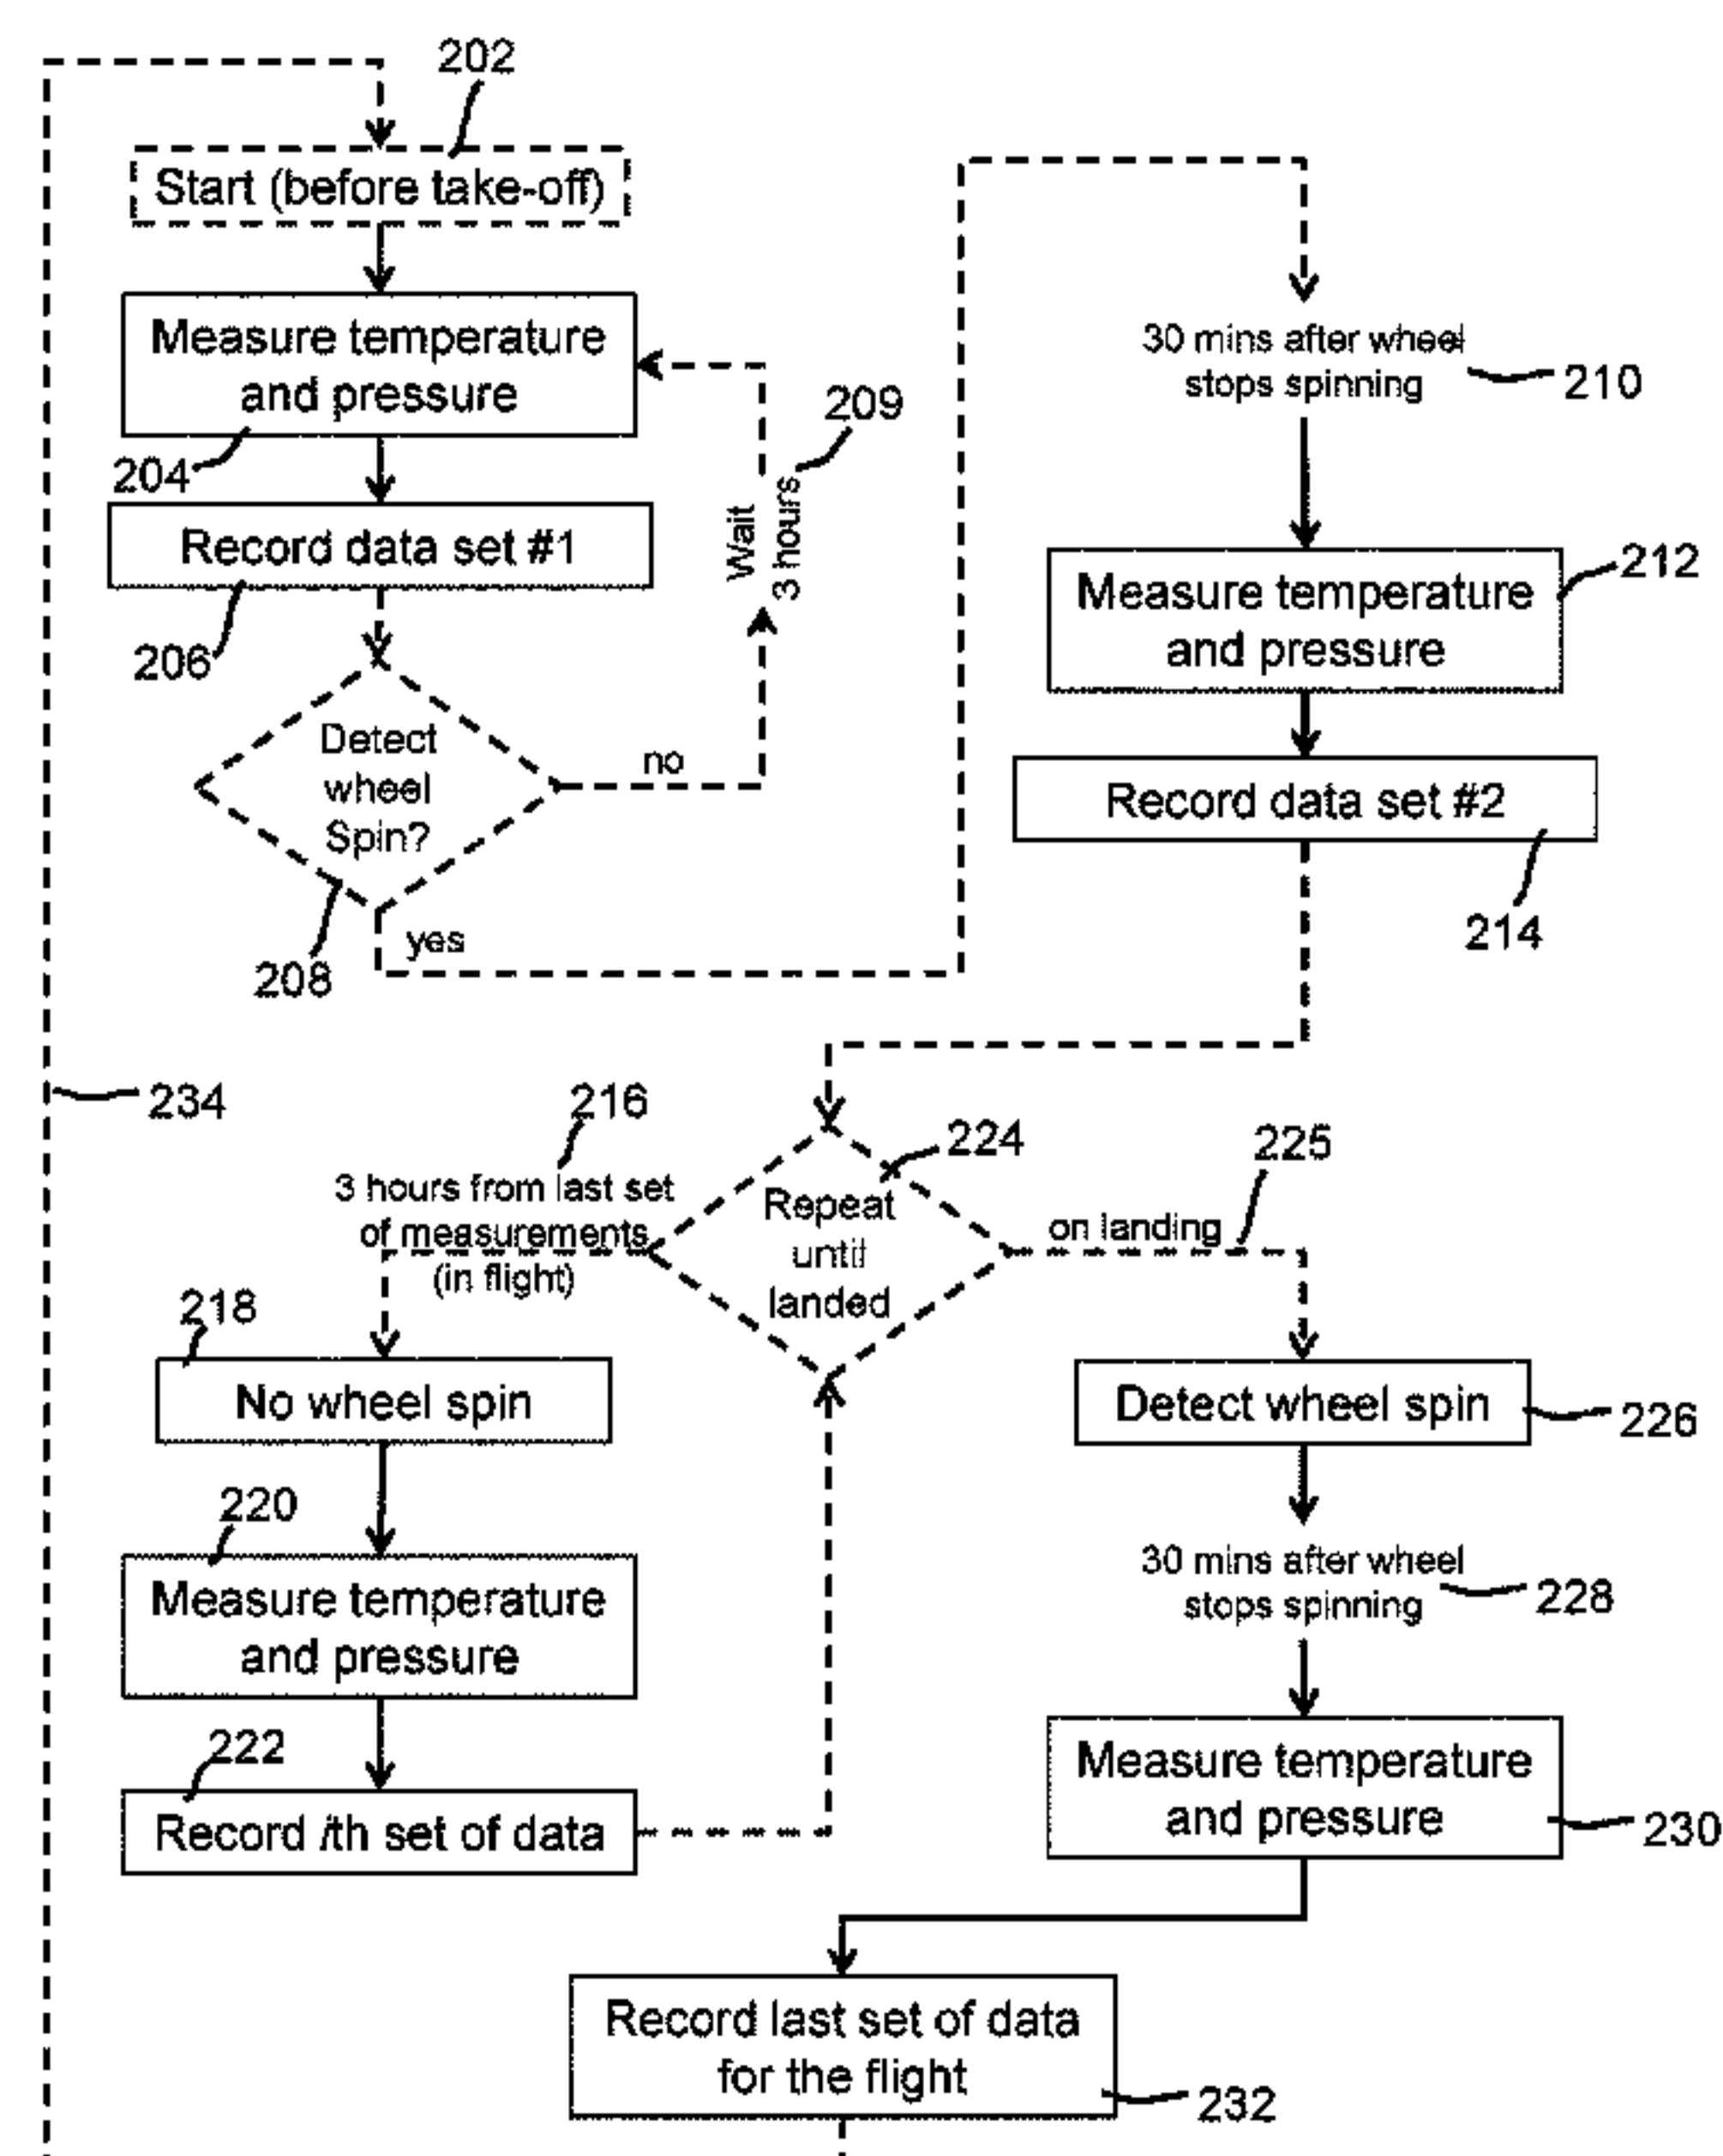 202
Start (before take-off)
Measure temperature
and pressure
204
209
Wait
3 hours
Record data set #1
206
Detect
wheel
Spin?
no
yes
208
30 mins after wheel
stops spinning
210
212
Measure temperature
and pressure
Record data set #2
214
234
216
3 hours from last set
of measurements
(in flight)
224
Repeat
until
landed
225
on landing
218
No wheel spin
220
Measure temperature
and pressure
222
Record ith set of data
Detect wheel spin
226
30 mins after wheel
stops spinning
228
Measure temperature
and pressure
230
Record last set of data
for the flight
232